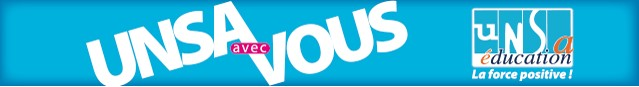 UNSA avec VOUS
uNSa
éducation
La force positive !